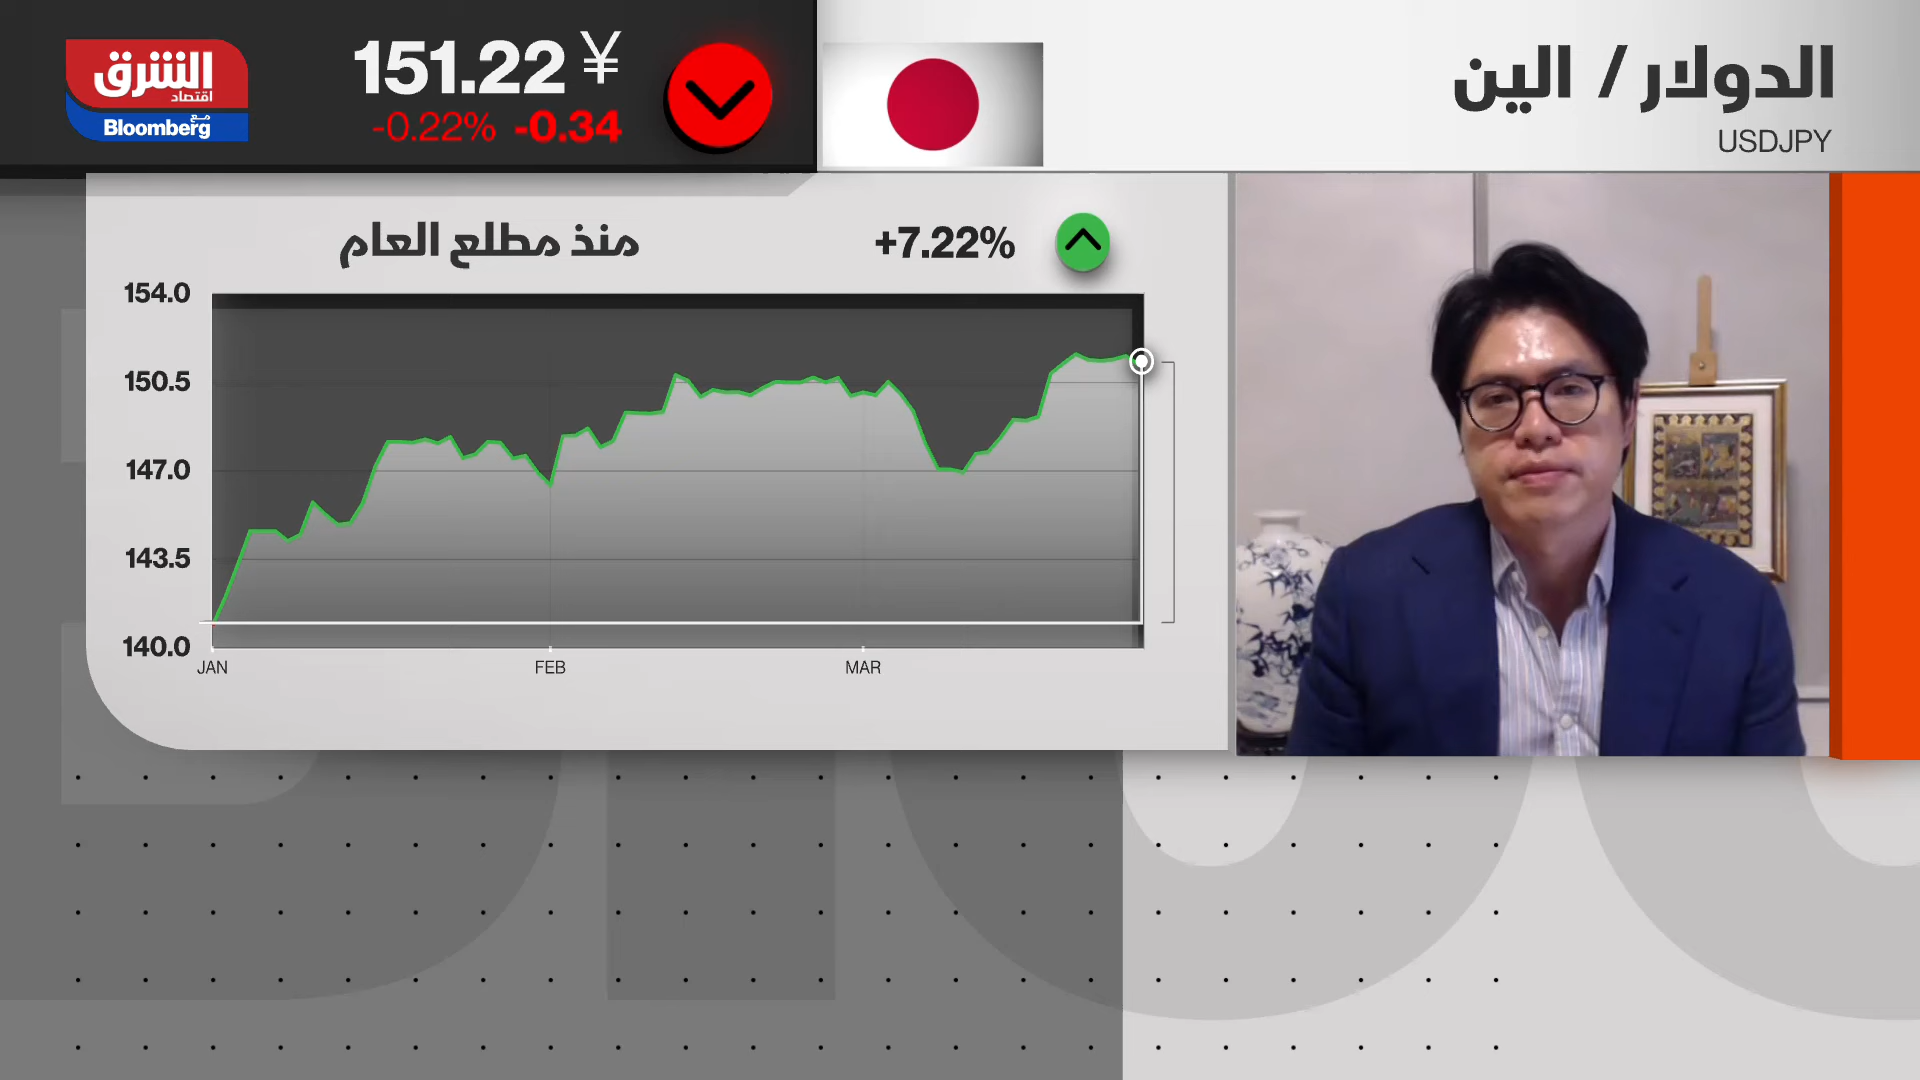 الشرق
اقتصاد
مع
Bloomberg
151.22 ¥
-0.22% -0.34
الدولار / الين
USDJPY
منذ مطلع العام
+7.22%
154.0
150.5
147.0
143.5
140.0
JAN FEB MAR